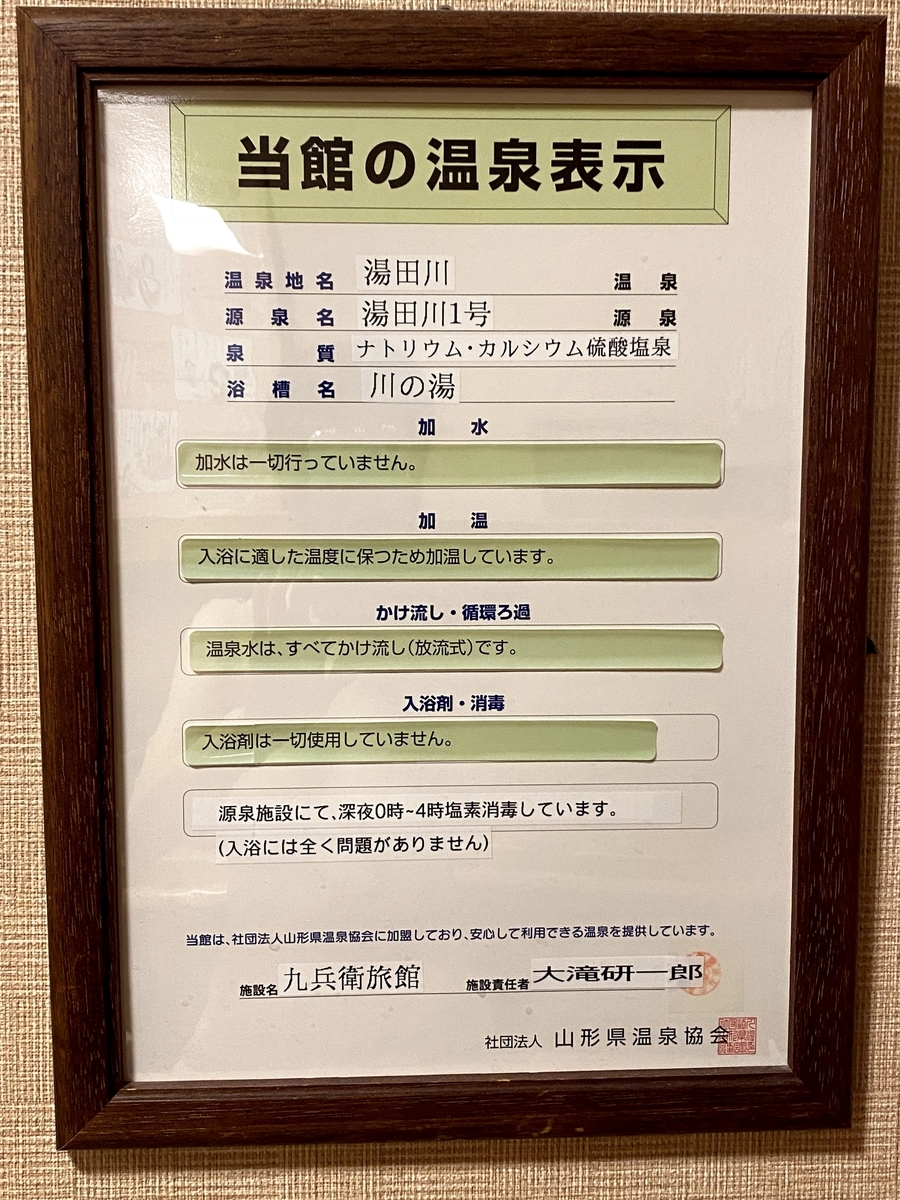 当館の温泉表示
温泉地名 湯田川 温泉
源泉名 湯田川1号 源泉
泉質 ナトリウム・カルシウム硫酸塩泉
浴槽名 川の湯
加水
加水は一切行っていません。
加温
入浴に適した温度に保つため加温しています。
かけ流し・循環ろ過
温泉水は、すべてかけ流し(放流式)です。
入浴剤・消毒
入浴剤は一切使用していません。
源泉施設にて、深夜0時~4時塩素消毒しています。
(入浴には全く問題がありません)
当館は、社団法人山形県温泉協会に加盟しており、安心して利用できる温泉を提供しています。
施設名 九兵衛旅館 施設責任者 大滝研一郎
社団法人 山形県温泉協会